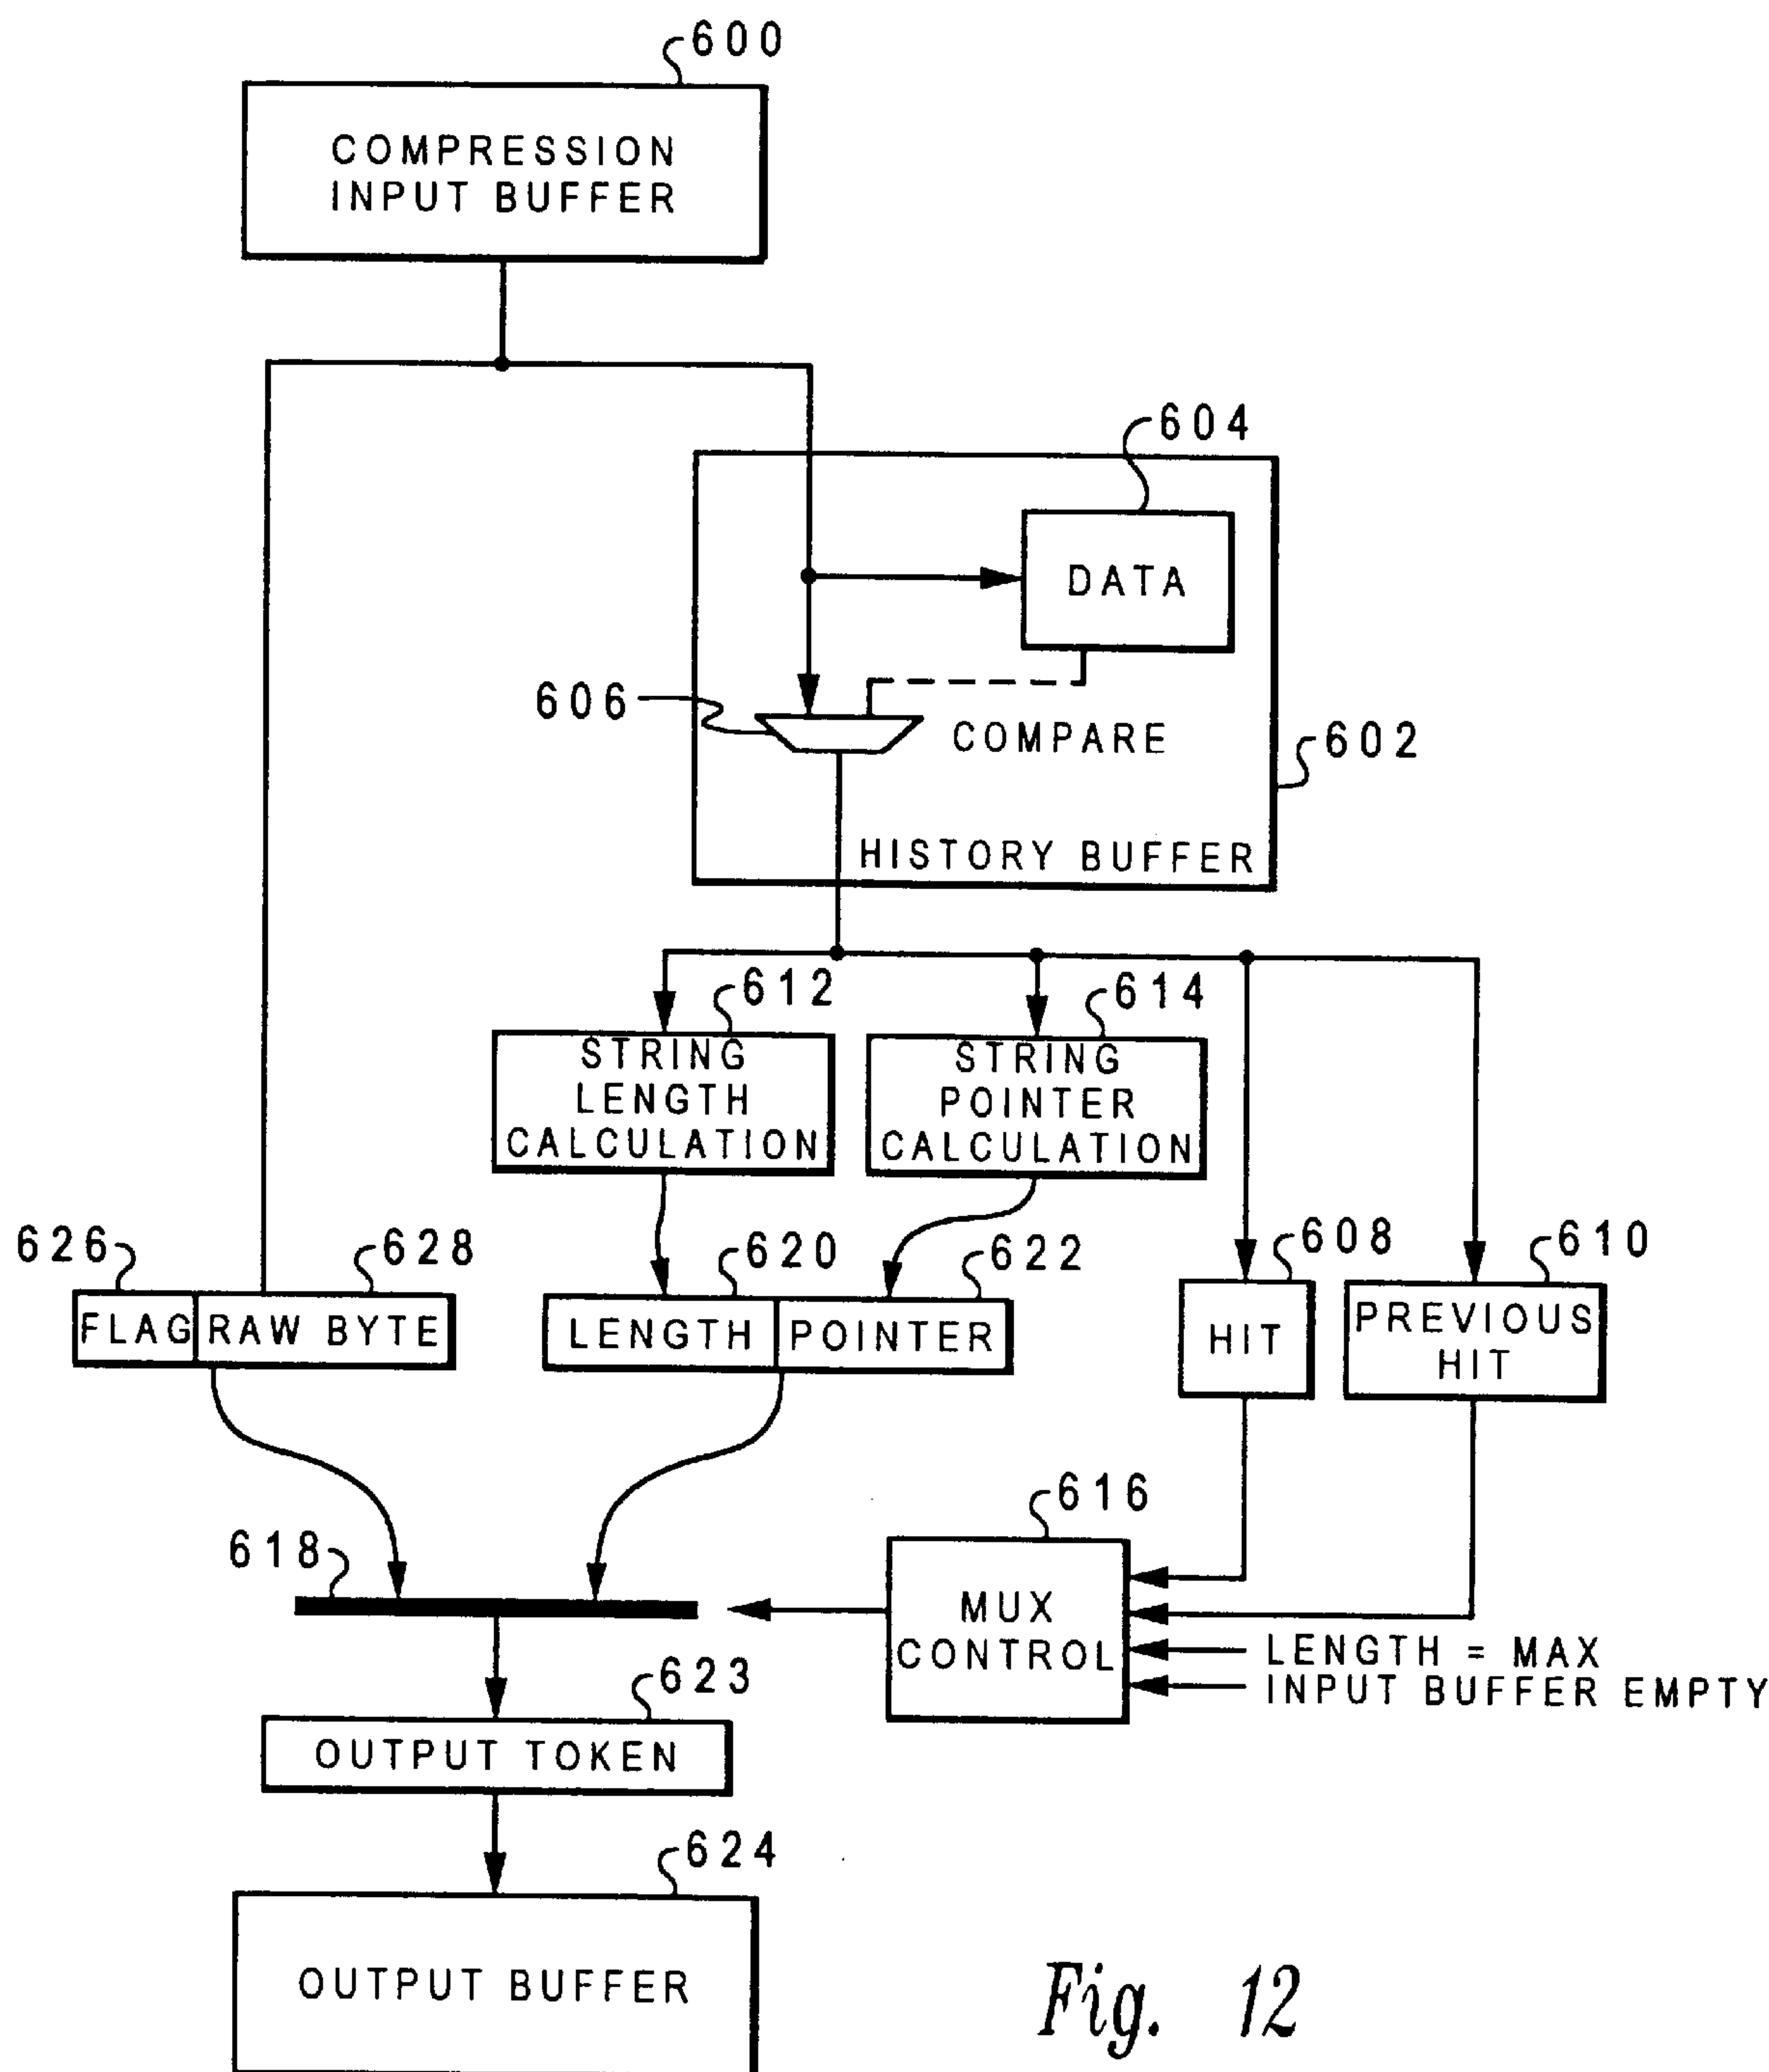 600
COMPRESSION
INPUT BUFFER
604
DATA
606
COMPARE
602
HISTORY BUFFER
612
614
STRING
LENGTH
CALCULATION
STRING
POINTER
CALCULATION
626
628
620
622
608
610
FLAG
RAW BYTE
LENGTH
POINTER
HIT
PREVIOUS
HIT
616
618
MUX
CONTROL
LENGTH = MAX
INPUT BUFFER EMPTY
623
OUTPUT TOKEN
624
OUTPUT BUFFER
Fig. 12